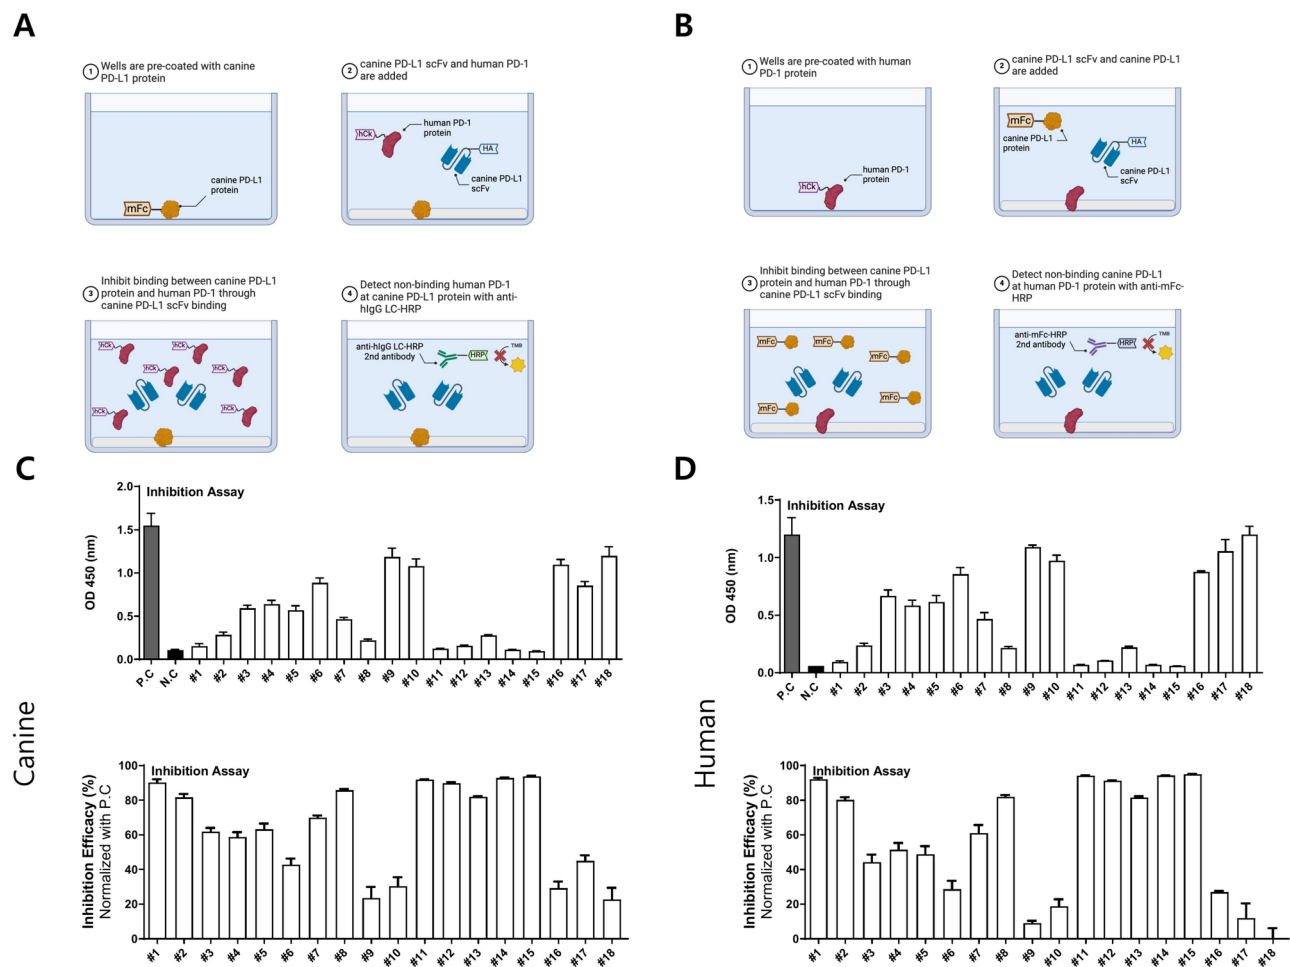 A
1 Wells are pre-coated with canine
PD-L1 protein
canine PD-L1
protein
mFc
2 canine PD-L1 scFv and human PD-1
are added
hCk
human PD-1
protein
HA
canine PD-L1
scFv
3 Inhibit binding between canine PD-L1
protein and human PD-1 through
canine PD-L1 scFv binding
hCk
hCk
hCk
hCk
hCk
hCk
4 Detect non-binding human PD-1
at canine PD-L1 protein with anti-
hIgG LC-HRP
anti-hIgG LC-HRP
2nd antibody
HRP
TMB
B
1 Wells are pre-coated with human
PD-1 protein
hCk
human PD-1
protein
2 canine PD-L1 scFv and canine PD-L1
are added
mFc
canine PD-L1
protein
HA
canine PD-L1
scFv
3 Inhibit binding between canine PD-L1
protein and human PD-1 through
canine PD-L1 scFv binding
mFc
mFc
mFc
mFc
mFc
4 Detect non-binding canine PD-L1
at human PD-1 protein with anti-mFc-
HRP
anti-mFc-HRP
2nd antibody
HRP
TMB
C
Canine
Inhibition Assay
OD 450 (nm)
2.0
1.5
1.0
0.5
0.0
P.C N.C #1 #2 #3 #4 #5 #6 #7 #8 #9 #10 #11 #12 #13 #14 #15 #16 #17 #18
Inhibition Assay
Inhibition Efficacy (%)
Normalized with P.C
100
80
60
40
20
0
#1 #2 #3 #4 #5 #6 #7 #8 #9 #10 #11 #12 #13 #14 #15 #16 #17 #18
D
Human
Inhibition Assay
OD 450 (nm)
1.5
1.0
0.5
0.0
P.C N.C #1 #2 #3 #4 #5 #6 #7 #8 #9 #10 #11 #12 #13 #14 #15 #16 #17 #18
Inhibition Assay
Inhibition Efficacy (%)
Normalized with P.C
100
80
60
40
20
0
#1 #2 #3 #4 #5 #6 #7 #8 #9 #10 #11 #12 #13 #14 #15 #16 #17 #18